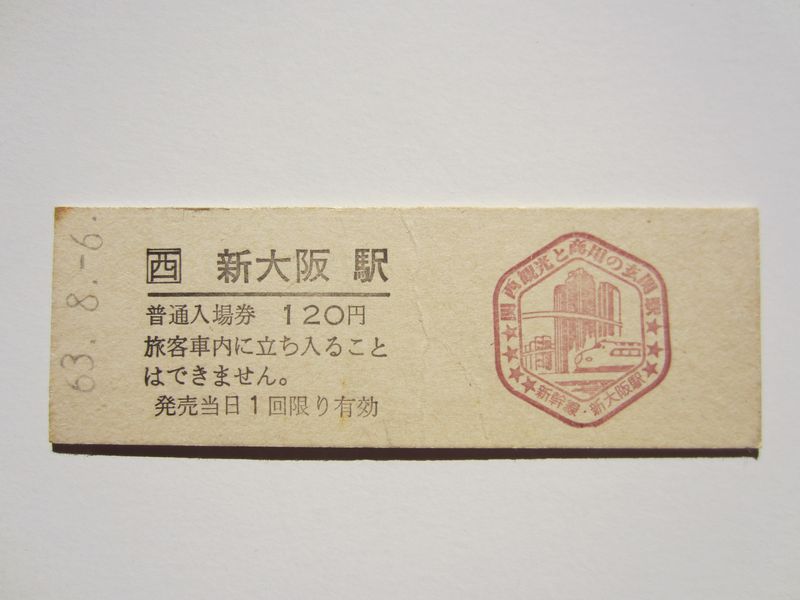 63.8.-6.
西 新大阪駅
普通入場券 120円
旅客車内に立ち入ること
はできません。
発売当日1回限り有効
関西観光と商用の玄関駅
新幹線・新大阪駅